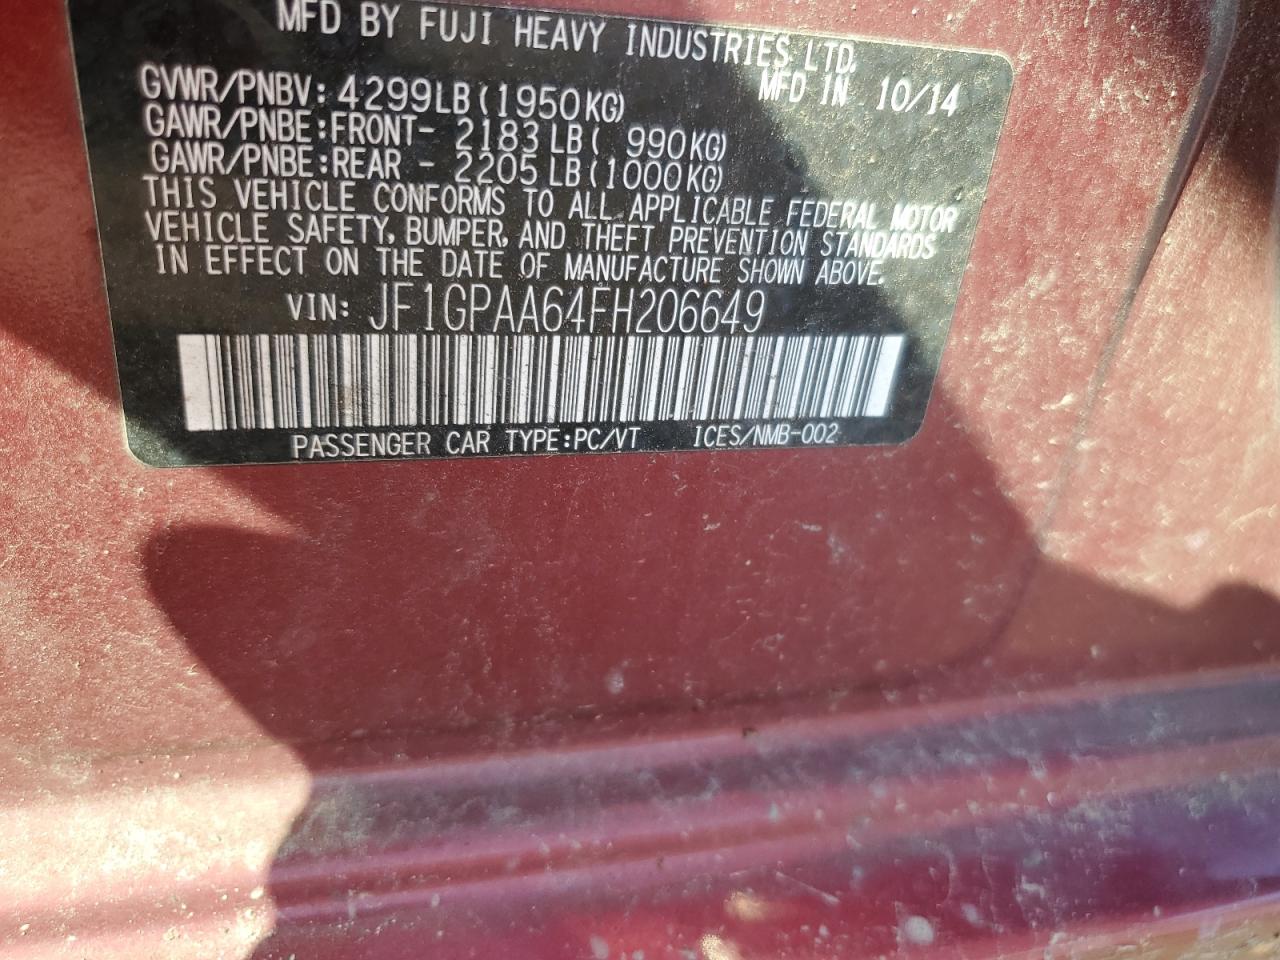 MFD BY FUJI HEAVY INDUSTRIES LTD.
MFD IN 10/14
GVWR/PNBV: 4299LB(1950KG)
GAWR/PNBE:FRONT- 2183LB( 990KG)
GAWR/PNBE:REAR - 2205LB(1000KG)
THIS VEHICLE CONFORMS TO ALL APPLICABLE FEDERAL MOTOR
VEHICLE SAFETY, BUMPER, AND THEFT PREVENTION STANDARDS
IN EFFECT ON THE DATE OF MANUFACTURE SHOWN ABOVE.
VIN: JF1GPAA64FH206649
PASSENGER CAR TYPE:PC/VT ICES/NMB-002